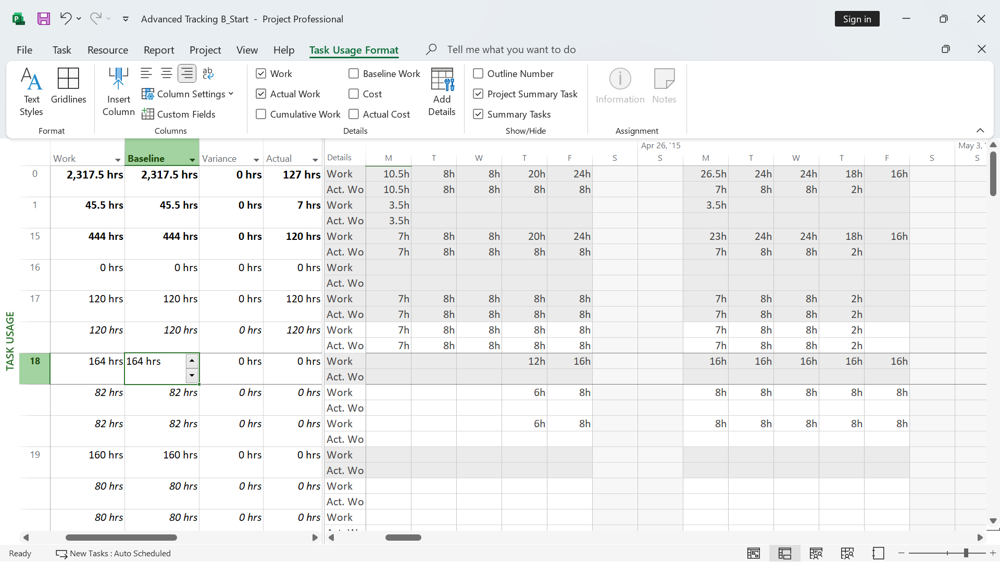 Advanced Tracking B_Start - Project Professional
Sign in
File Task Resource Report Project View Help Task Usage Format Tell me what you want to do
Text Styles
Gridlines
Format
Insert Column
Column Settings
Custom Fields
Columns
Work
Actual Work
Cumulative Work
Baseline Work
Cost
Actual Cost
Add Details
Details
Outline Number
Project Summary Task
Summary Tasks
Show/Hide
Information
Notes
Assignment
Apr 26, '15 May 3, '
Work Baseline Variance Actual Details M T W T F S S M T W T F S S
0 2,317.5 hrs 2,317.5 hrs 0 hrs 127 hrs Work 10.5h 8h 8h 20h 24h 26.5h 24h 24h 18h 16h
Act. Wo 10.5h 8h 8h 8h 8h 7h 8h 8h 2h
1 45.5 hrs 45.5 hrs 0 hrs 7 hrs Work 3.5h 3.5h
Act. Wo 3.5h
15 444 hrs 444 hrs 0 hrs 120 hrs Work 7h 8h 8h 20h 24h 23h 24h 24h 18h 16h
Act. Wo 7h 8h 8h 8h 8h 7h 8h 8h 2h
16 0 hrs 0 hrs 0 hrs 0 hrs Work
Act. Wo
17 120 hrs 120 hrs 0 hrs 120 hrs Work 7h 8h 8h 8h 8h 7h 8h 8h 2h
Act. Wo 7h 8h 8h 8h 8h 7h 8h 8h 2h
120 hrs 120 hrs 0 hrs 120 hrs Work 7h 8h 8h 8h 8h 7h 8h 8h 2h
Act. Wo 7h 8h 8h 8h 8h 7h 8h 8h 2h
18 164 hrs 164 hrs 0 hrs 0 hrs Work 12h 16h 16h 16h 16h 16h 16h
Act. Wo
82 hrs 82 hrs 0 hrs 0 hrs Work 6h 8h 8h 8h 8h 8h 8h
Act. Wo
82 hrs 82 hrs 0 hrs 0 hrs Work 6h 8h 8h 8h 8h 8h 8h
Act. Wo
19 160 hrs 160 hrs 0 hrs 0 hrs Work
Act. Wo
80 hrs 80 hrs 0 hrs 0 hrs Work
Act. Wo
80 hrs 80 hrs 0 hrs 0 hrs Work
TASK USAGE
Ready New Tasks : Auto Scheduled